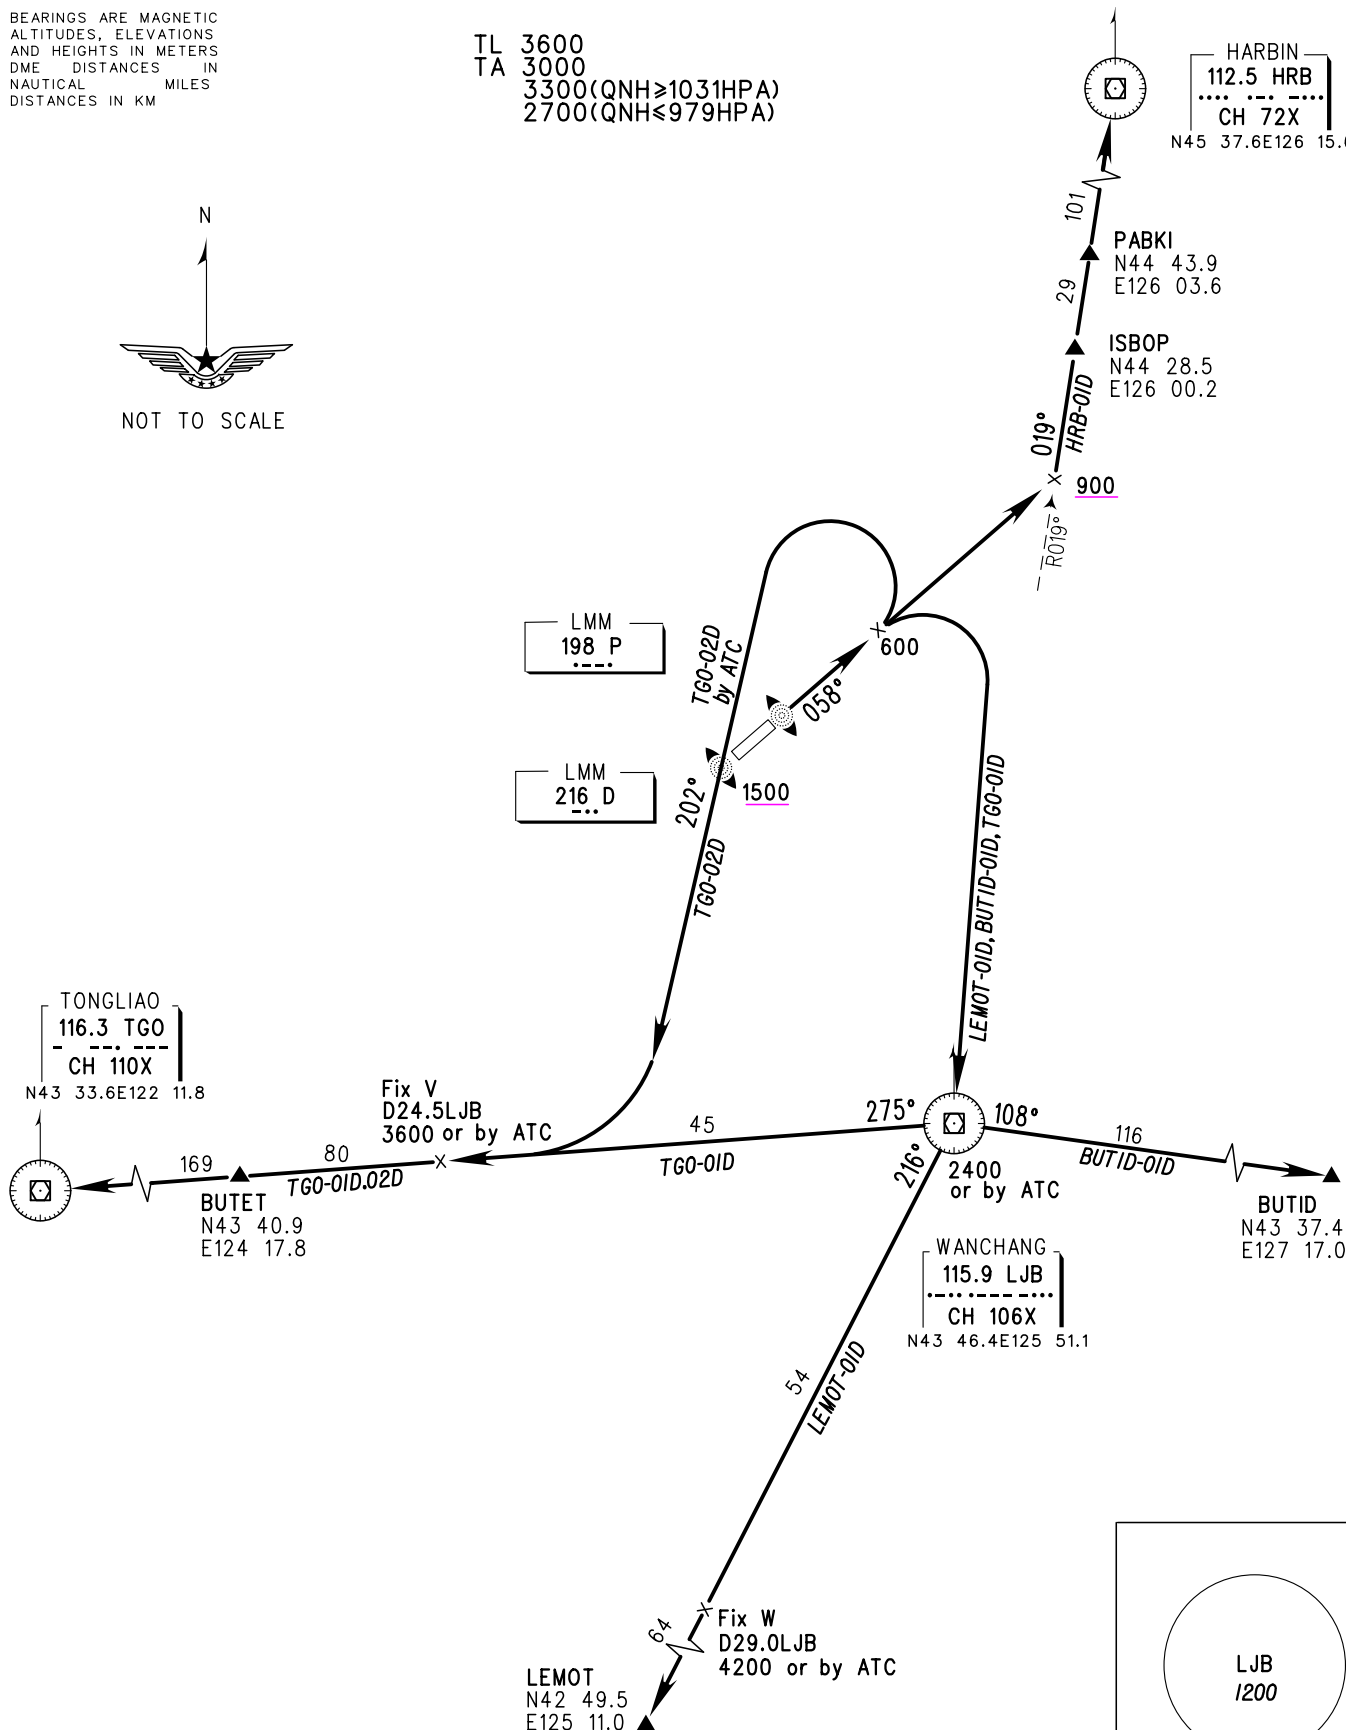 BEARINGS ARE MAGNETIC
ALTITUDES, ELEVATIONS
AND HEIGHTS IN METERS
DME DISTANCES IN
NAUTICAL MILES
DISTANCES IN KM
TL 3600
TA 3000
3300(QNH≥1031HPA)
2700(QNH≤979HPA)
HARBIN
112.5 HRB
CH 72X
N45 37.6E126 15.6
N
NOT TO SCALE
101
PABKI
N44 43.9
E126 03.6
29
ISBOP
N44 28.5
E126 00.2
019°
HRB-01D
900
R019°
LMM
198 P
TGO-02D
by ATC
600
058°
LMM
216 D
202°
1500
TGO-02D
LEMOT-01D,BUTID-01D,TGO-01D
TONGLIAO
116.3 TGO
CH 110X
N43 33.6E122 11.8
Fix V
D24.5LJB
3600 or by ATC
45
275°
108°
116
TGO-01D
BUTID-01D
169
80
TGO-01D.02D
216°
2400
or by ATC
BUTET
N43 40.9
E124 17.8
BUTID
N43 37.4
E127 17.0
WANCHANG
115.9 LJB
CH 106X
N43 46.4E125 51.1
54
LEMOT-01D
64
Fix W
D29.0LJB
4200 or by ATC
LEMOT
N42 49.5
E125 11.0
LJB
1200